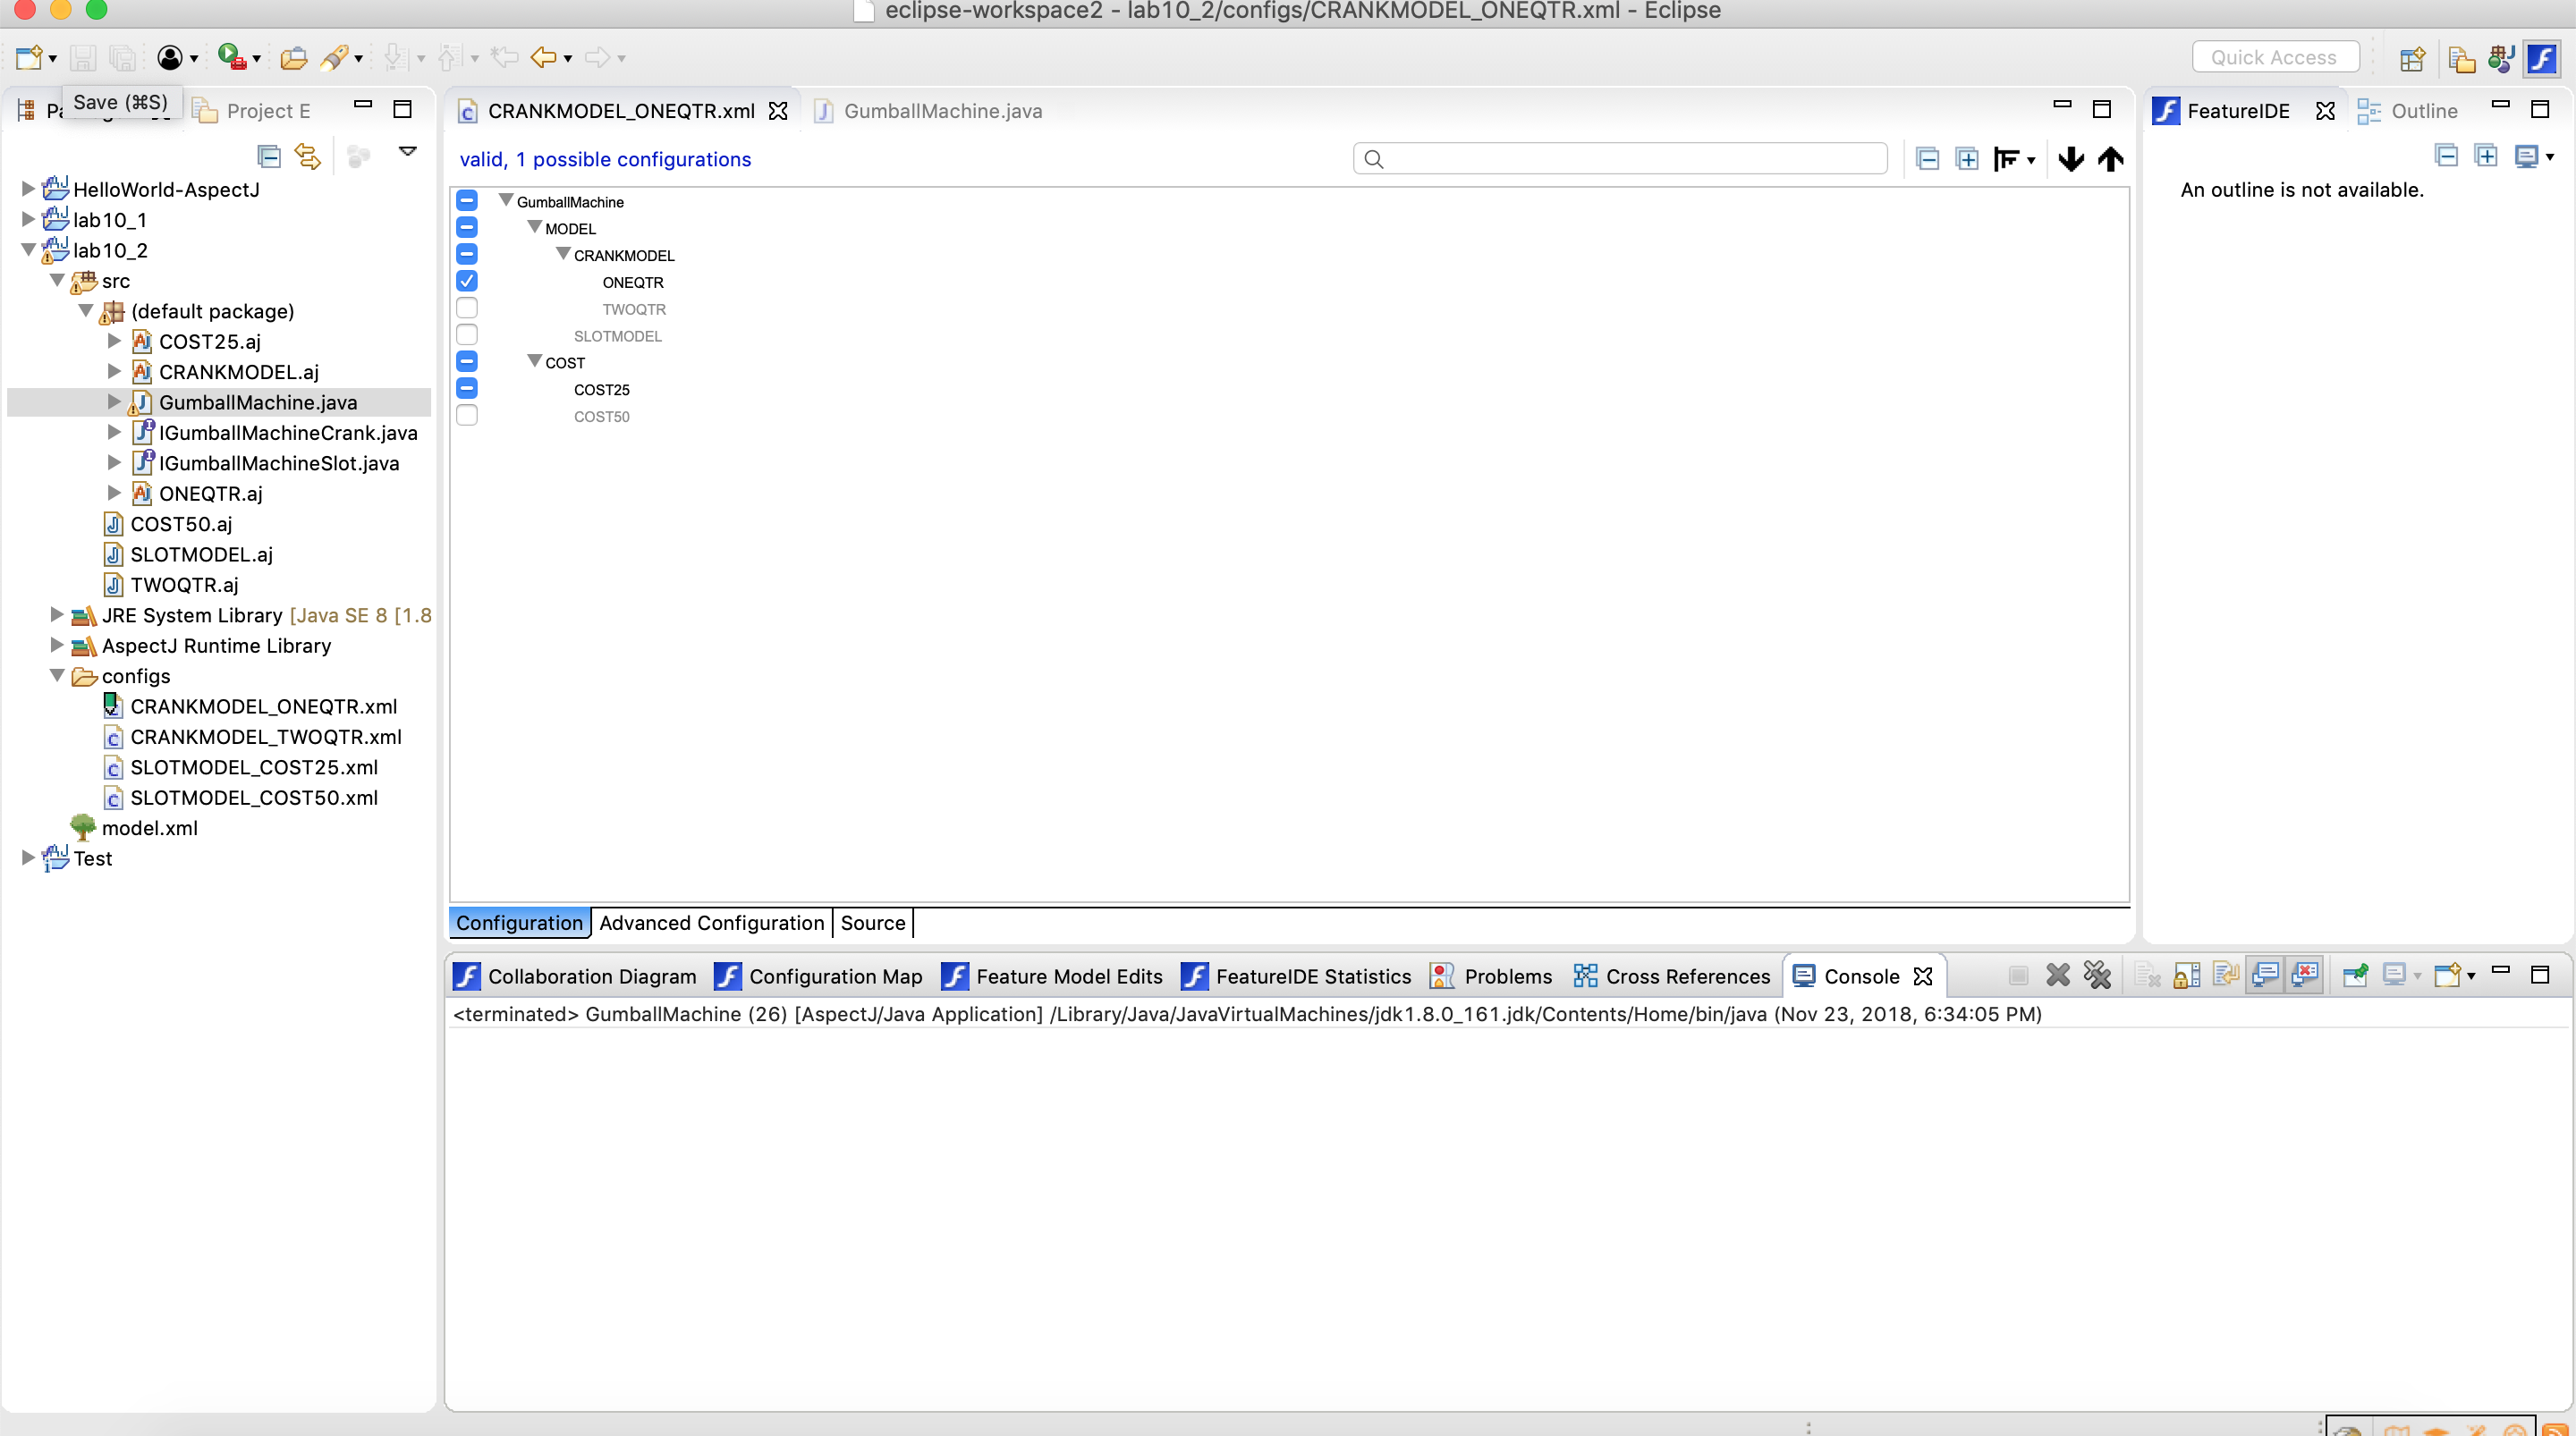 eclipse-workspace2 - lab10_2/configs/CRANKMODEL_ONEQTR.xml - Eclipse
Quick Access
Save (⌘S)
Project E
CRANKMODEL_ONEQTR.xml
GumballMachine.java
FeatureIDE
Outline
valid, 1 possible configurations
An outline is not available.
HelloWorld-AspectJ
lab10_1
lab10_2
src
(default package)
COST25.aj
CRANKMODEL.aj
GumballMachine.java
IGumballMachineCrank.java
IGumballMachineSlot.java
ONEQTR.aj
COST50.aj
SLOTMODEL.aj
TWOQTR.aj
JRE System Library [Java SE 8 [1.8
AspectJ Runtime Library
configs
CRANKMODEL_ONEQTR.xml
CRANKMODEL_TWOQTR.xml
SLOTMODEL_COST25.xml
SLOTMODEL_COST50.xml
model.xml
Test
GumballMachine
MODEL
CRANKMODEL
ONEQTR
TWOQTR
SLOTMODEL
COST
COST25
COST50
Configuration
Advanced Configuration
Source
Collaboration Diagram
Configuration Map
Feature Model Edits
FeatureIDE Statistics
Problems
Cross References
Console
<terminated> GumballMachine (26) [AspectJ/Java Application] /Library/Java/JavaVirtualMachines/jdk1.8.0_161.jdk/Contents/Home/bin/java (Nov 23, 2018, 6:34:05 PM)